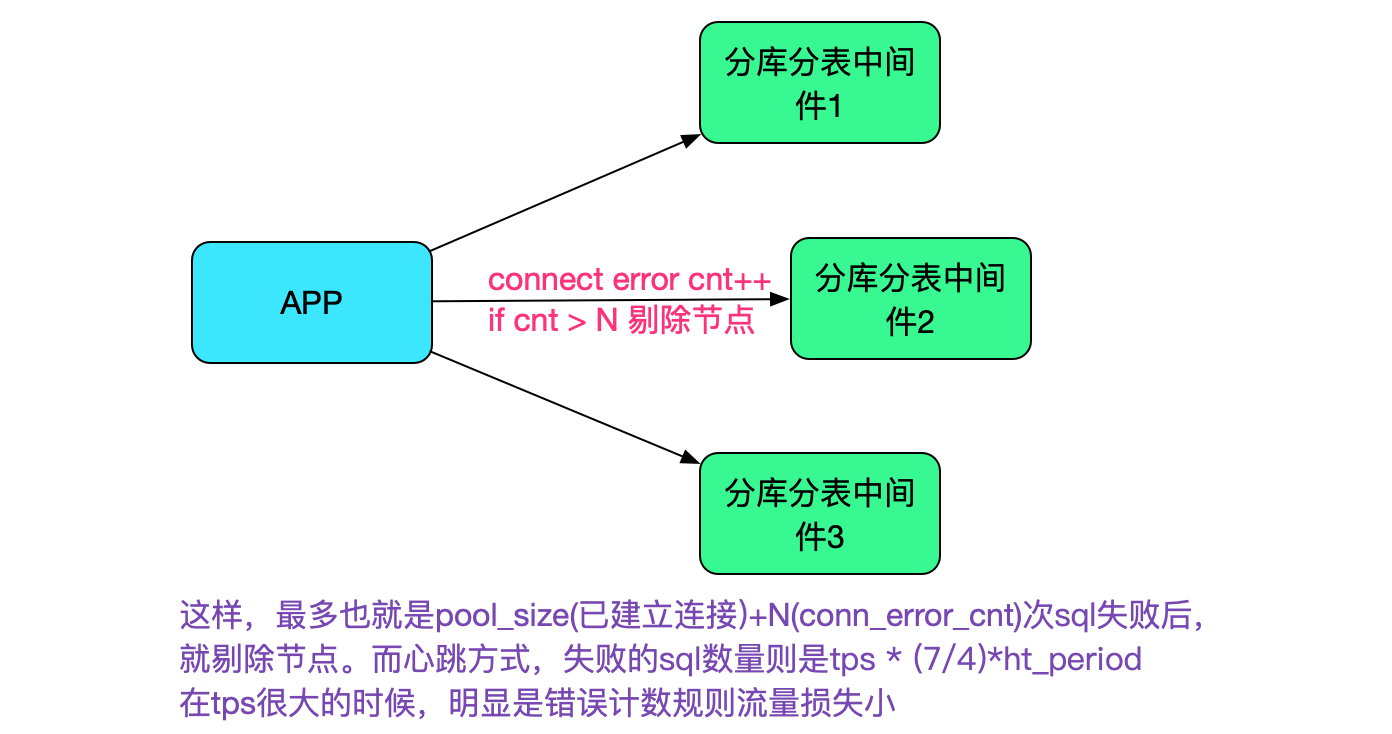 分库分表中间
件1
APP
connect error cnt++
if cnt > N 剔除节点
分库分表中间
件2
分库分表中间
件3
这样，最多也就是pool_size(已建立连接)+N(conn_error_cnt)次sql失败后,
就剔除节点。而心跳方式，失败的sql数量则是tps * (7/4)*ht_period
在tps很大的时候，明显是错误计数规则流量损失小